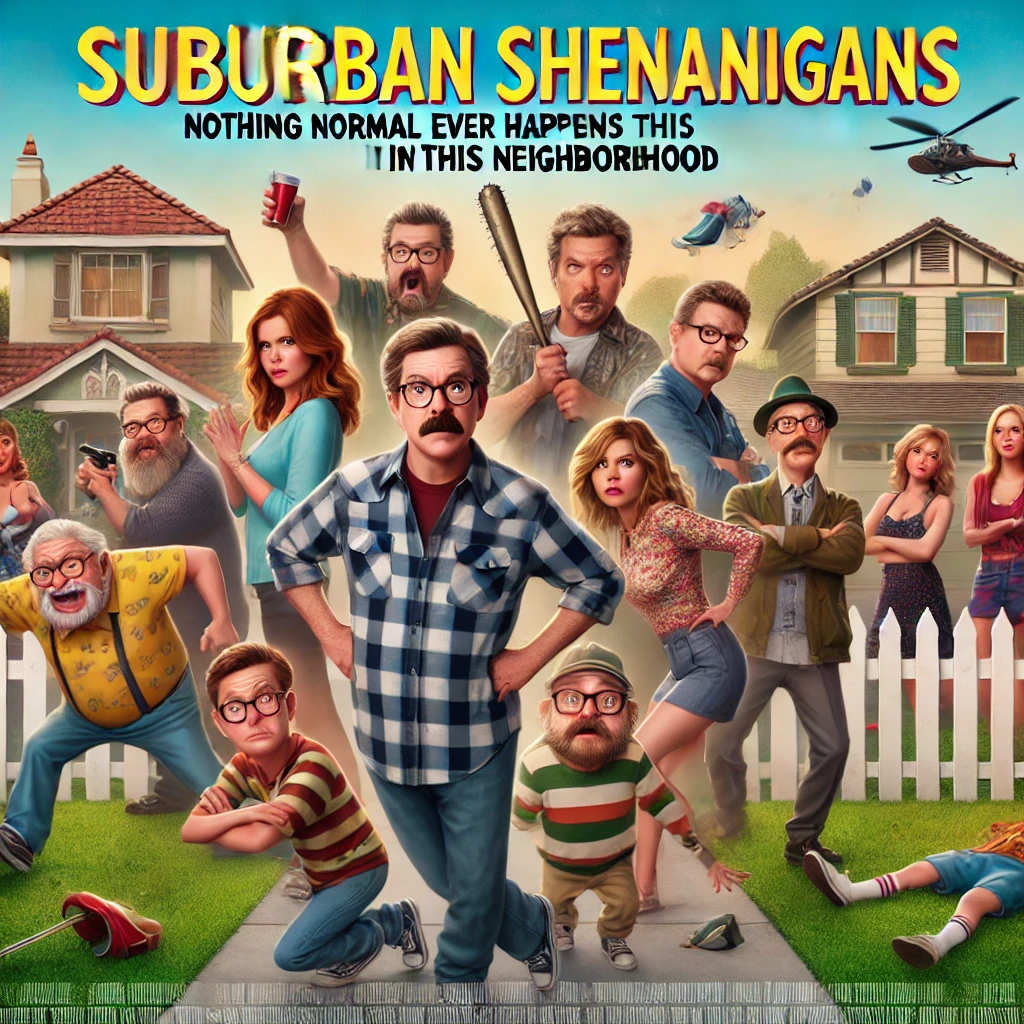 SUBURBAN SHENANIGANS
NOTHING NORMAL EVER HAPPENS THIS
IN THIS NEIGHBORHOOD